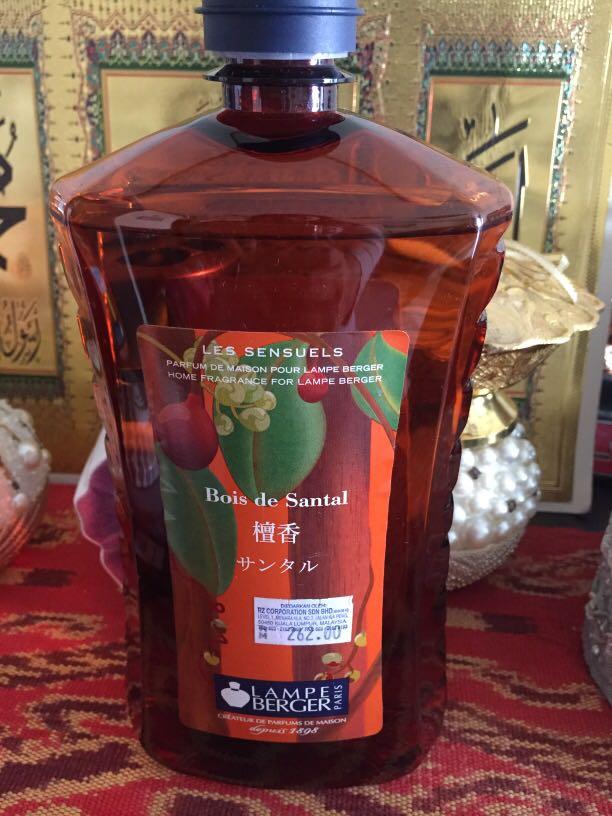 LES SENSUELS
PARFUM DE MAISON POUR LAMPE BERGER
HOME FRAGRANCE FOR LAMPE BERGER
Bois de Santal
檀香
サンタル
DIEDARKAN OLEH:
RZ CORPORATION SDN BHD
50480 KUALA LUMPUR, MALAYSIA
M 262.00
LAMPE
BERGER
PARIS
CRÉATEUR DE PARFUMS DE MAISON
depuis 1898